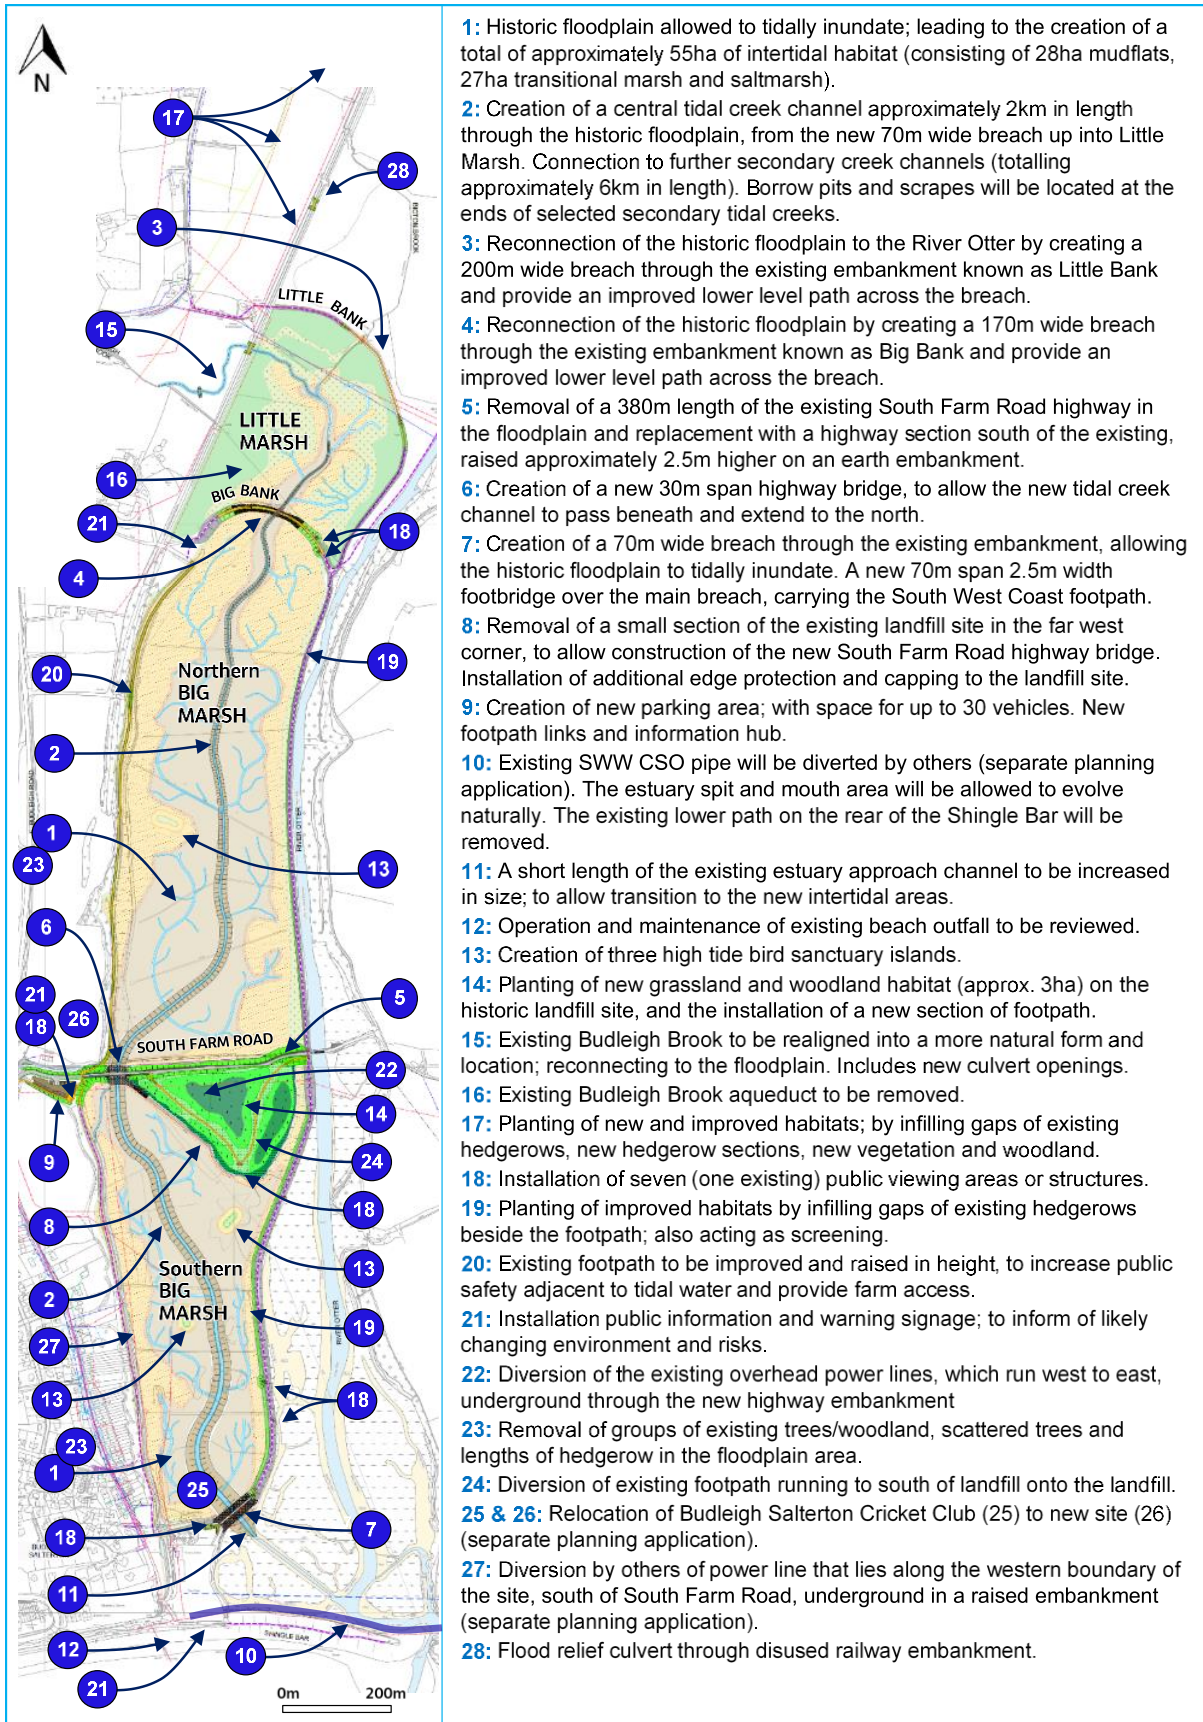 N
17
28
3
LITTLE BANK
15
LITTLE
MARSH
16
BIG BANK
21
18
4
RIVER OTTER
19
Northern
BIG
MARSH
20
2
BUDLEIGH ROAD
1
23
13
6
21
18
26
5
SOUTH FARM ROAD
22
14
9
24
8
18
13
Southern
BIG
MARSH
2
RIVER OTTER
19
27
13
18
23
1
25
18
7
11
12
SHINGLE BAR
10
21
0m 200m
1: Historic floodplain allowed to tidally inundate; leading to the creation of a
total of approximately 55ha of intertidal habitat (consisting of 28ha mudflats,
27ha transitional marsh and saltmarsh).
2: Creation of a central tidal creek channel approximately 2km in length
through the historic floodplain, from the new 70m wide breach up into Little
Marsh. Connection to further secondary creek channels (totalling
approximately 6km in length). Borrow pits and scrapes will be located at the
ends of selected secondary tidal creeks.
3: Reconnection of the historic floodplain to the River Otter by creating a
200m wide breach through the existing embankment known as Little Bank
and provide an improved lower level path across the breach.
4: Reconnection of the historic floodplain by creating a 170m wide breach
through the existing embankment known as Big Bank and provide an
improved lower level path across the breach.
5: Removal of a 380m length of the existing South Farm Road highway in
the floodplain and replacement with a highway section south of the existing,
raised approximately 2.5m higher on an earth embankment.
6: Creation of a new 30m span highway bridge, to allow the new tidal creek
channel to pass beneath and extend to the north.
7: Creation of a 70m wide breach through the existing embankment, allowing
the historic floodplain to tidally inundate. A new 70m span 2.5m width
footbridge over the main breach, carrying the South West Coast footpath.
8: Removal of a small section of the existing landfill site in the far west
corner, to allow construction of the new South Farm Road highway bridge.
Installation of additional edge protection and capping to the landfill site.
9: Creation of new parking area; with space for up to 30 vehicles. New
footpath links and information hub.
10: Existing SWW CSO pipe will be diverted by others (separate planning
application). The estuary spit and mouth area will be allowed to evolve
naturally. The existing lower path on the rear of the Shingle Bar will be
removed.
11: A short length of the existing estuary approach channel to be increased
in size; to allow transition to the new intertidal areas.
12: Operation and maintenance of existing beach outfall to be reviewed.
13: Creation of three high tide bird sanctuary islands.
14: Planting of new grassland and woodland habitat (approx. 3ha) on the
historic landfill site, and the installation of a new section of footpath.
15: Existing Budleigh Brook to be realigned into a more natural form and
location; reconnecting to the floodplain. Includes new culvert openings.
16: Existing Budleigh Brook aqueduct to be removed.
17: Planting of new and improved habitats; by infilling gaps of existing
hedgerows, new hedgerow sections, new vegetation and woodland.
18: Installation of seven (one existing) public viewing areas or structures.
19: Planting of improved habitats by infilling gaps of existing hedgerows
beside the footpath; also acting as screening.
20: Existing footpath to be improved and raised in height, to increase public
safety adjacent to tidal water and provide farm access.
21: Installation public information and warning signage; to inform of likely
changing environment and risks.
22: Diversion of the existing overhead power lines, which run west to east,
underground through the new highway embankment
23: Removal of groups of existing trees/woodland, scattered trees and
lengths of hedgerow in the floodplain area.
24: Diversion of existing footpath running to south of landfill onto the landfill.
25 & 26: Relocation of Budleigh Salterton Cricket Club (25) to new site (26)
(separate planning application).
27: Diversion by others of power line that lies along the western boundary of
the site, south of South Farm Road, underground in a raised embankment
(separate planning application).
28: Flood relief culvert through disused railway embankment.